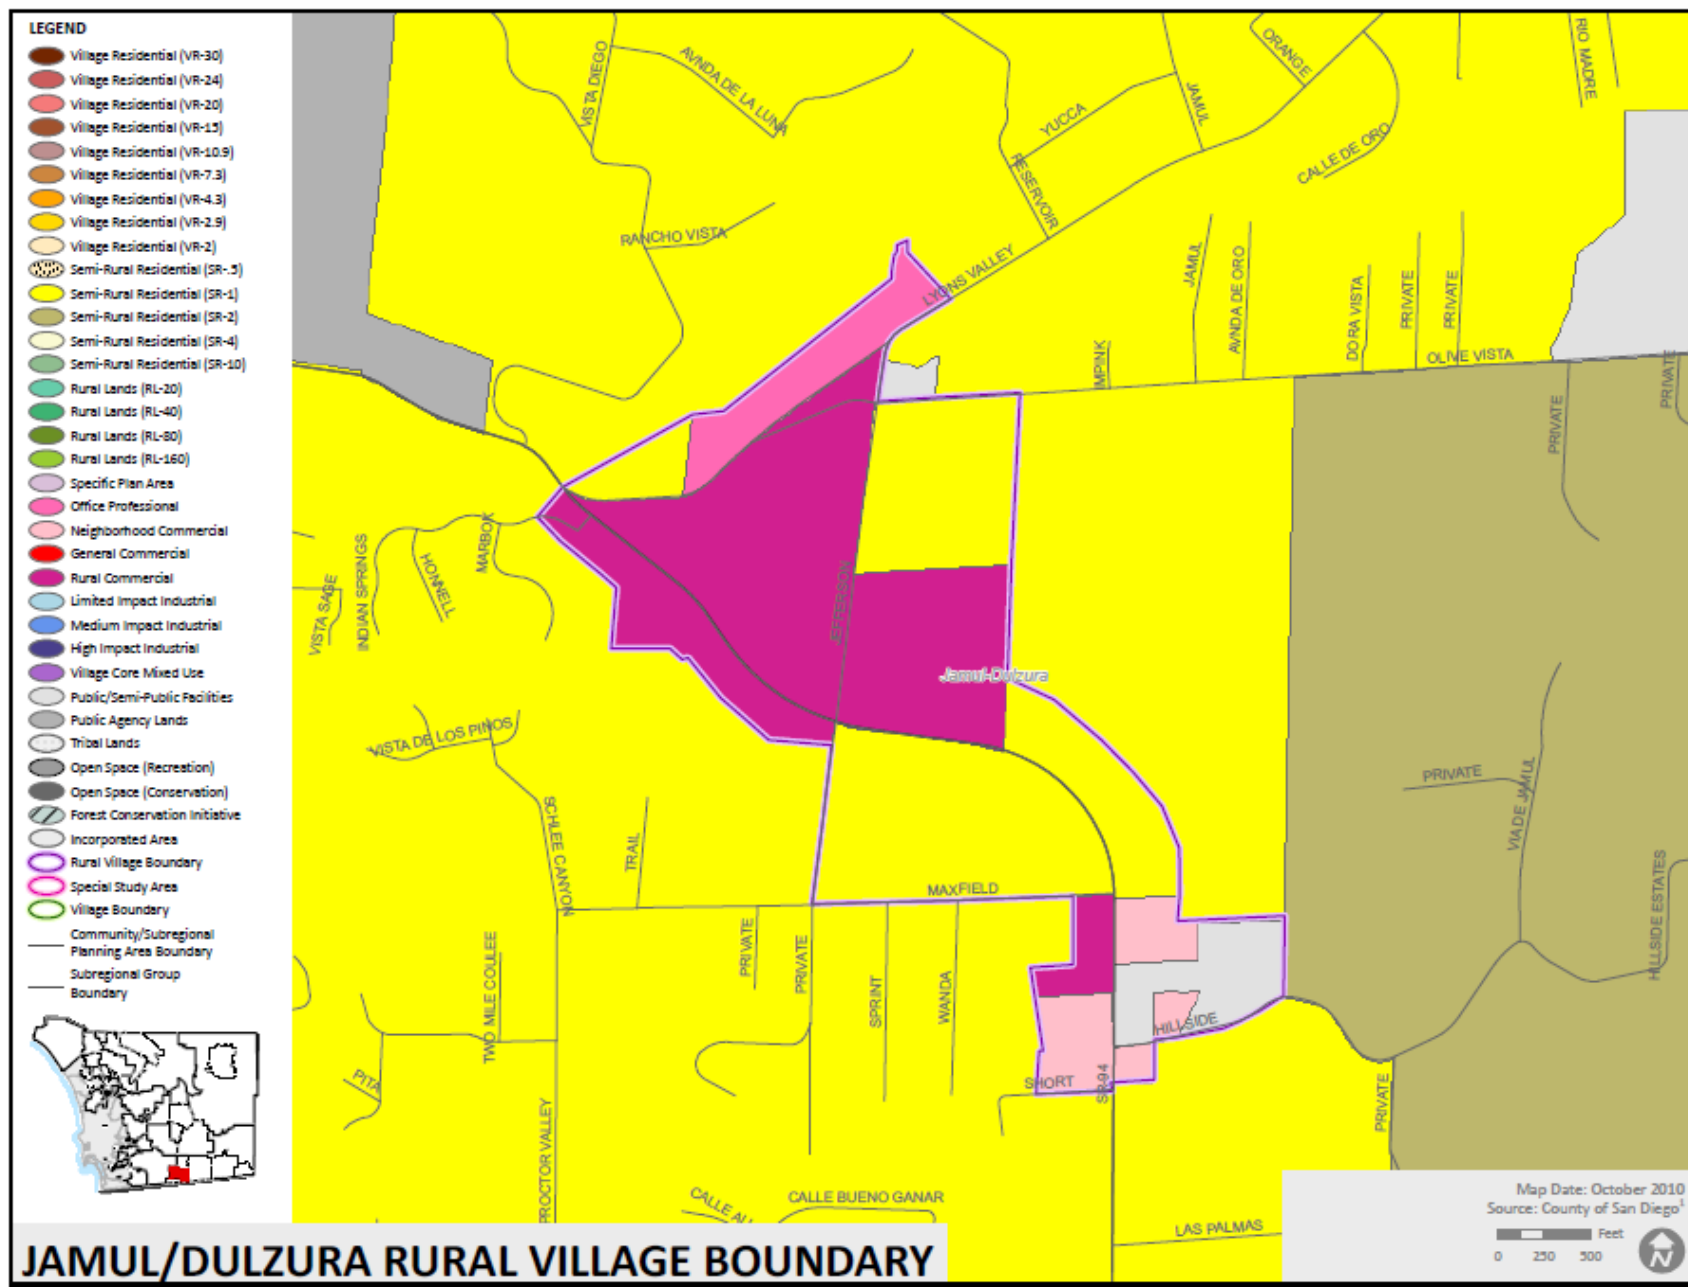 LEGEND
Village Residential (VR-30)
Village Residential (VR-24)
Village Residential (VR-20)
Village Residential (VR-15)
Village Residential (VR-10.9)
Village Residential (VR-7.3)
Village Residential (VR-4.3)
Village Residential (VR-2.9)
Village Residential (VR-2)
Semi-Rural Residential (SR-.5)
Semi-Rural Residential (SR-1)
Semi-Rural Residential (SR-2)
Semi-Rural Residential (SR-4)
Semi-Rural Residential (SR-10)
Rural Lands (RL-20)
Rural Lands (RL-40)
Rural Lands (RL-80)
Rural Lands (RL-160)
Specific Plan Area
Office Professional
Neighborhood Commercial
General Commercial
Rural Commercial
Limited Impact Industrial
Medium Impact Industrial
High Impact Industrial
Village Core Mixed Use
Public/Semi-Public Facilities
Public Agency Lands
Tribal Lands
Open Space (Recreation)
Open Space (Conservation)
Forest Conservation Initiative
Incorporated Area
Rural Village Boundary
Special Study Area
Village Boundary
Community/Subregional
Planning Area Boundary
Subregional Group
Boundary
VISTA DIEGO
AVNDA DE LA LUNA
ORANGE
RIO MADRE
YUCCA
JAMUL
RESERVOIR
CALLE DE ORO
RANCHO VISTA
LYONS VALLEY
JAMUL
AVNDA DE ORO
DORA VISTA
PRIVATE
PRIVATE
IMPINK
OLIVE VISTA
PRIVATE
PRIVATE
MARBOK
HONNELL
INDIAN SPRINGS
VISTA SAGE
JEFFERSON
Jamul-Dulzura
VISTA DE LOS PINOS
SCHLEE CANYON
TRAIL
PRIVATE
VIA DE JAMUL
HILLSIDE ESTATES
MAXFIELD
TWO MILE COULEE
PRIVATE
PRIVATE
SPRINT
WANDA
HILLSIDE
SHORT
SR-94
PITA
PROCTOR VALLEY
PRIVATE
CALLE BUENO GANAR
LAS PALMAS
Map Date: October 2010
Source: County of San Diego1
Feet
0 250 500
N
JAMUL/DULZURA RURAL VILLAGE BOUNDARY